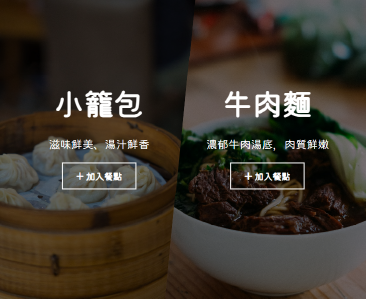 小籠包
滋味鮮美、湯汁鮮香
＋加入餐點
牛肉麵
濃郁牛肉湯底，肉質鮮嫩
＋加入餐點